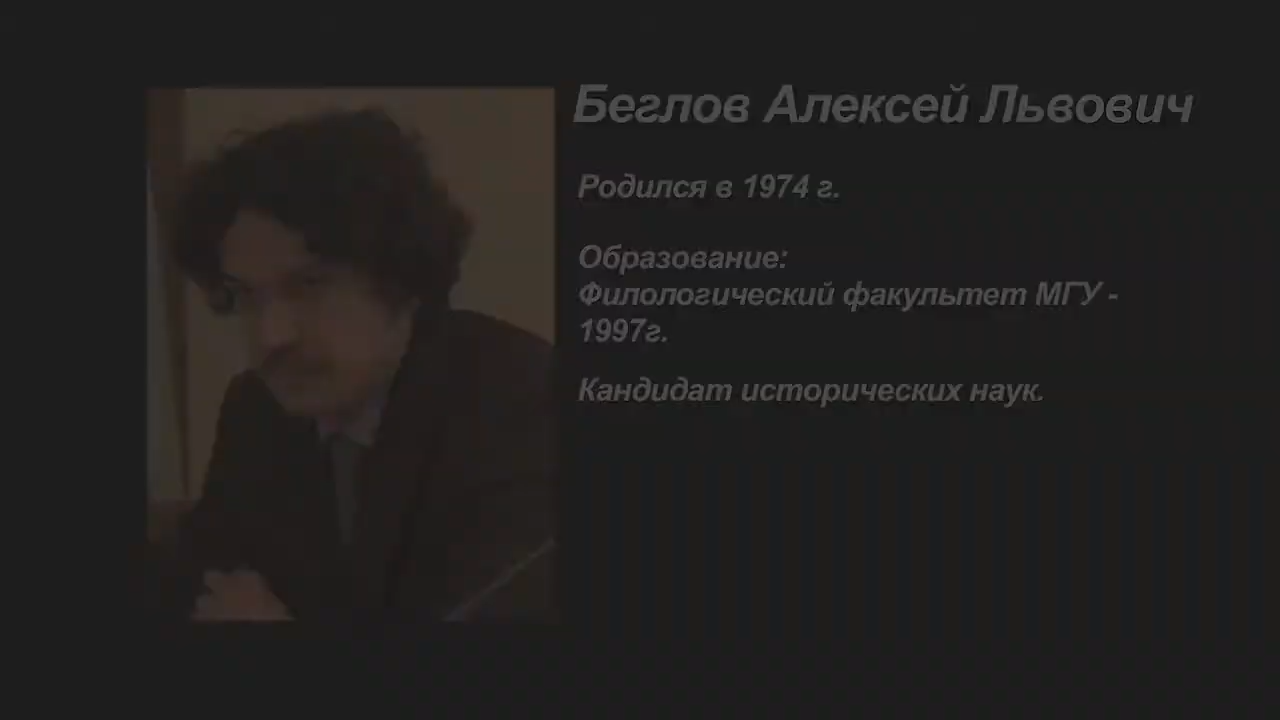 Беглов Алексей Львович
Родился в 1974 г.
Образование:
Филологический факультет МГУ -
1997г.
Кандидат исторических наук.